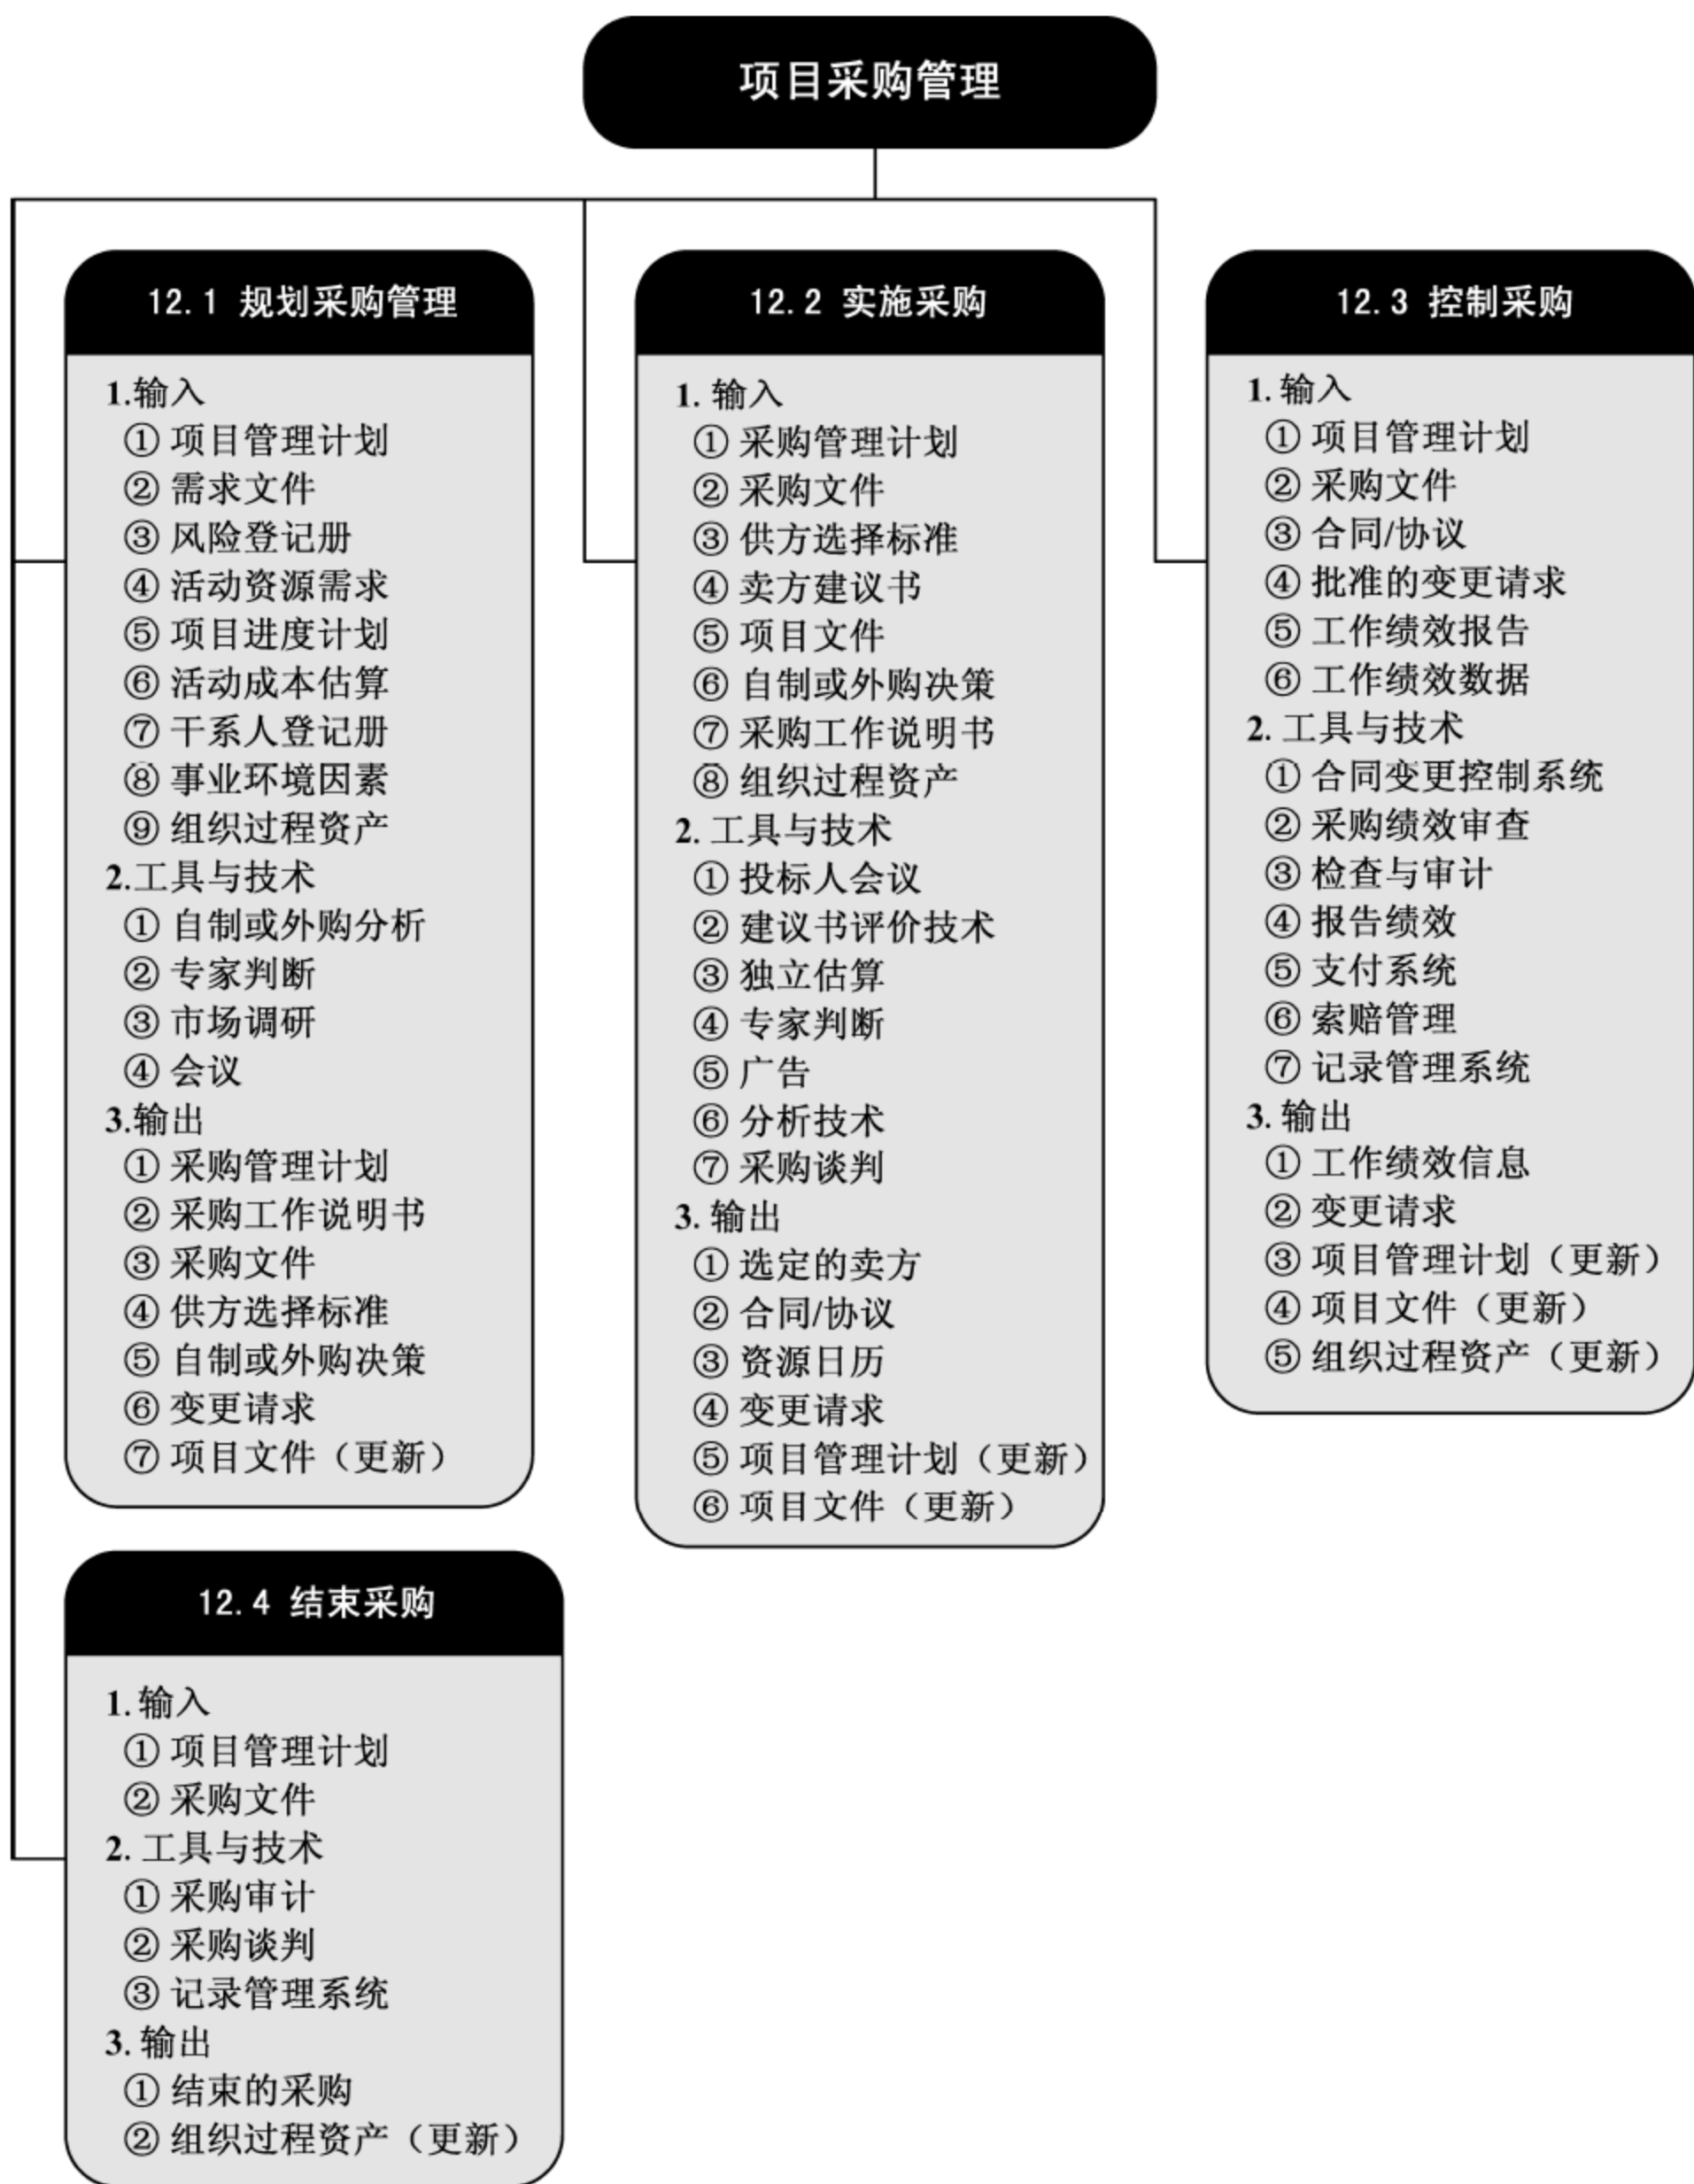 项目采购管理
12.1 规划采购管理
1.输入
① 项目管理计划
② 需求文件
③ 风险登记册
④ 活动资源需求
⑤ 项目进度计划
⑥ 活动成本估算
⑦ 干系人登记册
⑧ 事业环境因素
⑨ 组织过程资产
2.工具与技术
① 自制或外购分析
② 专家判断
③ 市场调研
④ 会议
3.输出
① 采购管理计划
② 采购工作说明书
③ 采购文件
④ 供方选择标准
⑤ 自制或外购决策
⑥ 变更请求
⑦ 项目文件（更新）
12.2 实施采购
1. 输入
① 采购管理计划
② 采购文件
③ 供方选择标准
④ 卖方建议书
⑤ 项目文件
⑥ 自制或外购决策
⑦ 采购工作说明书
⑧ 组织过程资产
2. 工具与技术
① 投标人会议
② 建议书评价技术
③ 独立估算
④ 专家判断
⑤ 广告
⑥ 分析技术
⑦ 采购谈判
3. 输出
① 选定的卖方
② 合同/协议
③ 资源日历
④ 变更请求
⑤ 项目管理计划（更新）
⑥ 项目文件（更新）
12.3 控制采购
1. 输入
① 项目管理计划
② 采购文件
③ 合同/协议
④ 批准的变更请求
⑤ 工作绩效报告
⑥ 工作绩效数据
2. 工具与技术
① 合同变更控制系统
② 采购绩效审查
③ 检查与审计
④ 报告绩效
⑤ 支付系统
⑥ 索赔管理
⑦ 记录管理系统
3. 输出
① 工作绩效信息
② 变更请求
③ 项目管理计划（更新）
④ 项目文件（更新）
⑤ 组织过程资产（更新）
12.4 结束采购
1. 输入
① 项目管理计划
② 采购文件
2. 工具与技术
① 采购审计
② 采购谈判
③ 记录管理系统
3. 输出
① 结束的采购
② 组织过程资产（更新）